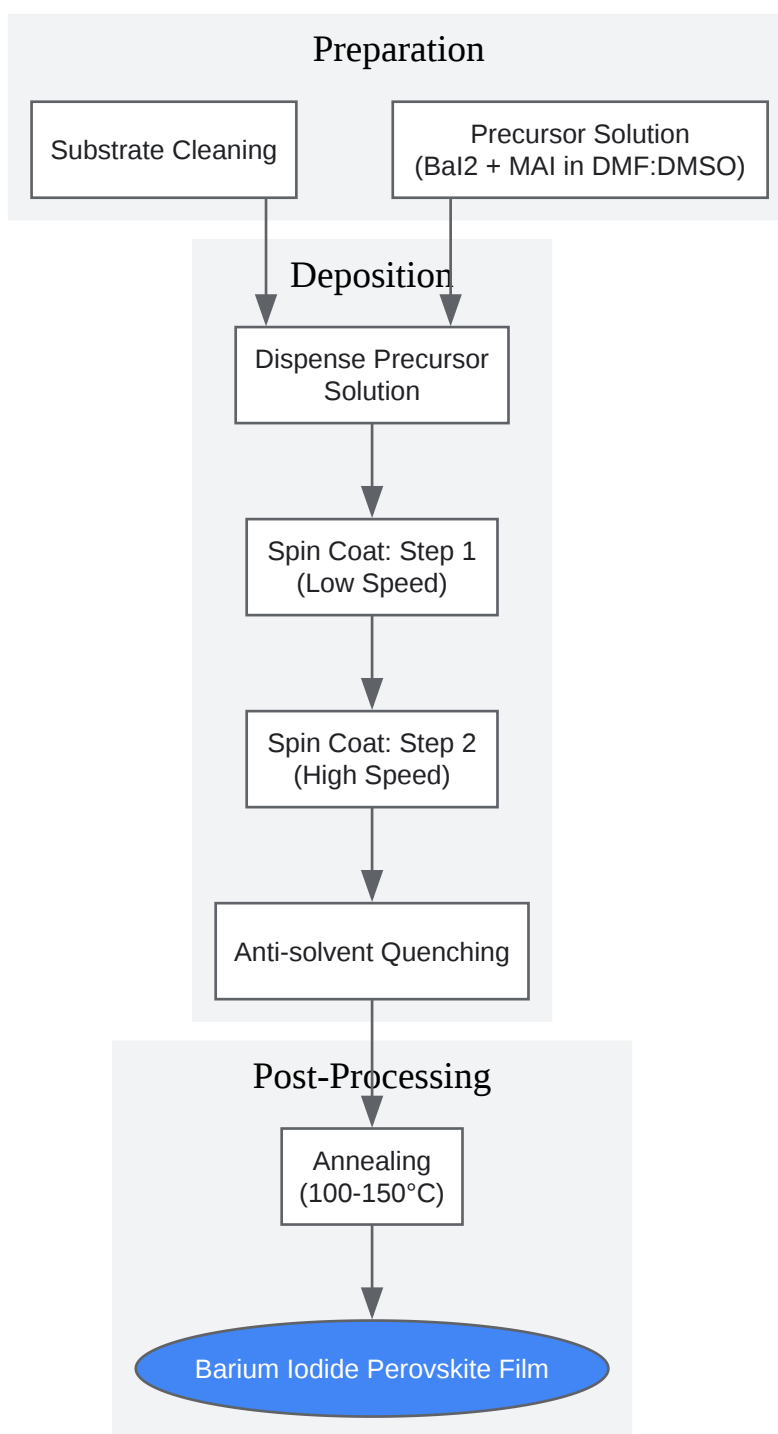 Preparation
Substrate Cleaning
Precursor Solution
(BaI2 + MAI in DMF:DMSO)
Deposition
Dispense Precursor
Solution
Spin Coat: Step 1
(Low Speed)
Spin Coat: Step 2
(High Speed)
Anti-solvent Quenching
Post-Processing
Annealing
(100-150°C)
Barium Iodide Perovskite Film